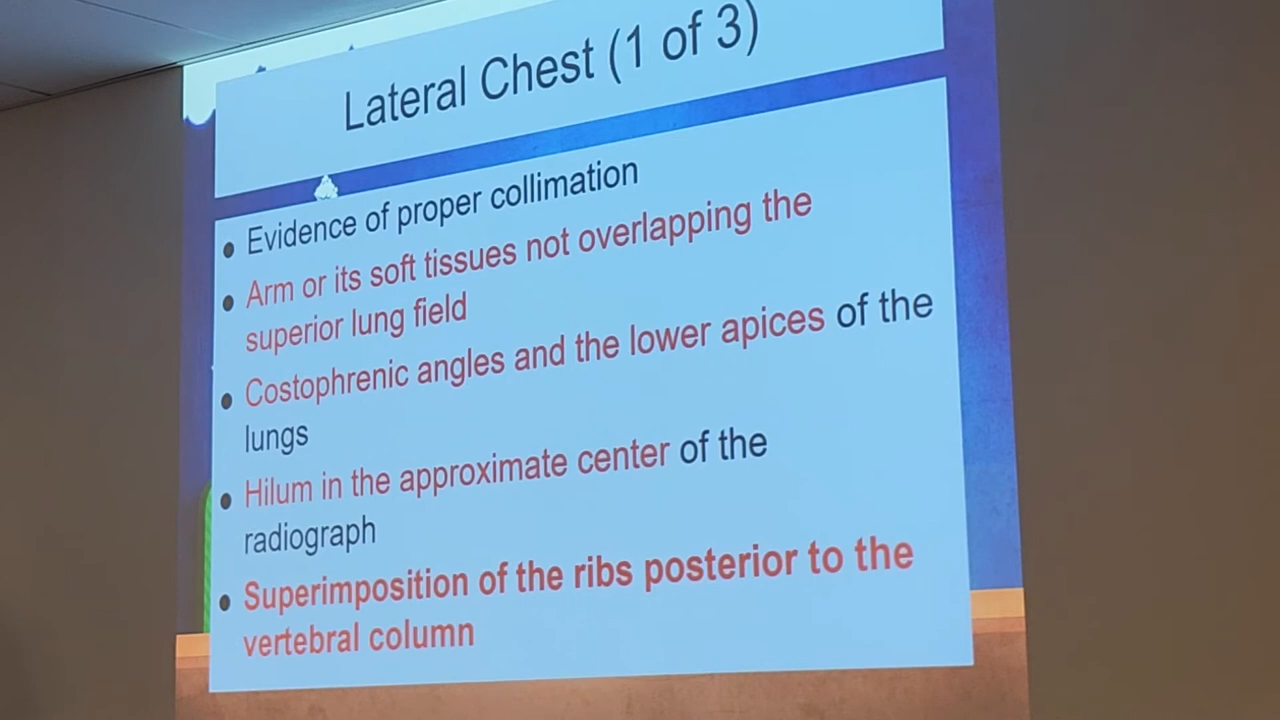 Lateral Chest (1 of 3)
• Evidence of proper collimation
• Arm or its soft tissues not overlapping the
superior lung field
• Costophrenic angles and the lower apices of the
lungs
• Hilum in the approximate center of the
radiograph
• Superimposition of the ribs posterior to the
vertebral column